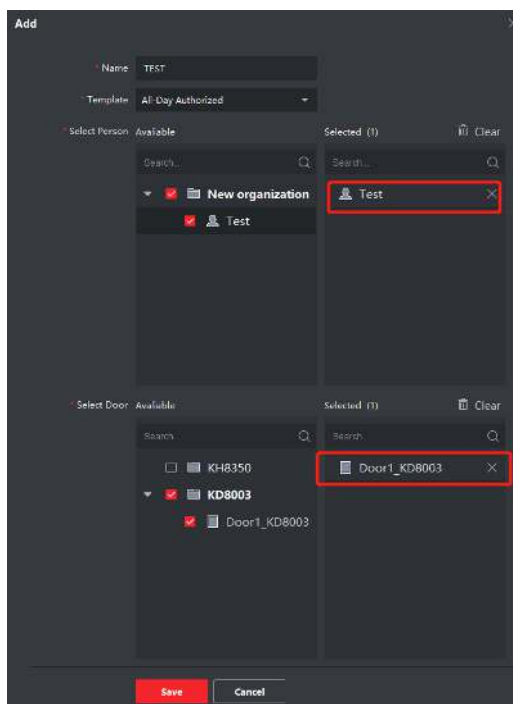 Add
* Name TEST
* Template All-Day Authorized
* Select Person Available Selected (1) Clear
Search... Search...
New organization Test
Test
* Select Door Available Selected (1) Clear
Search Search
KH8350 Door1_KD8003
KD8003
Door1_KD8003
Save Cancel